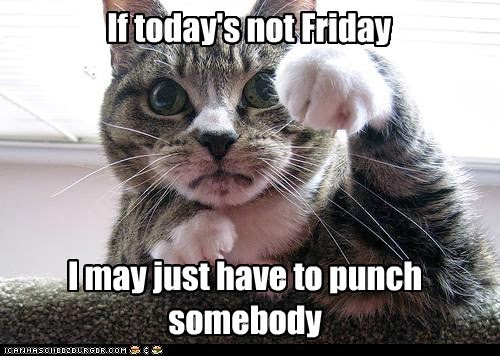 If today's not Friday
I may just have to punch
somebody
ICANHASCHEEZBURGER.COM